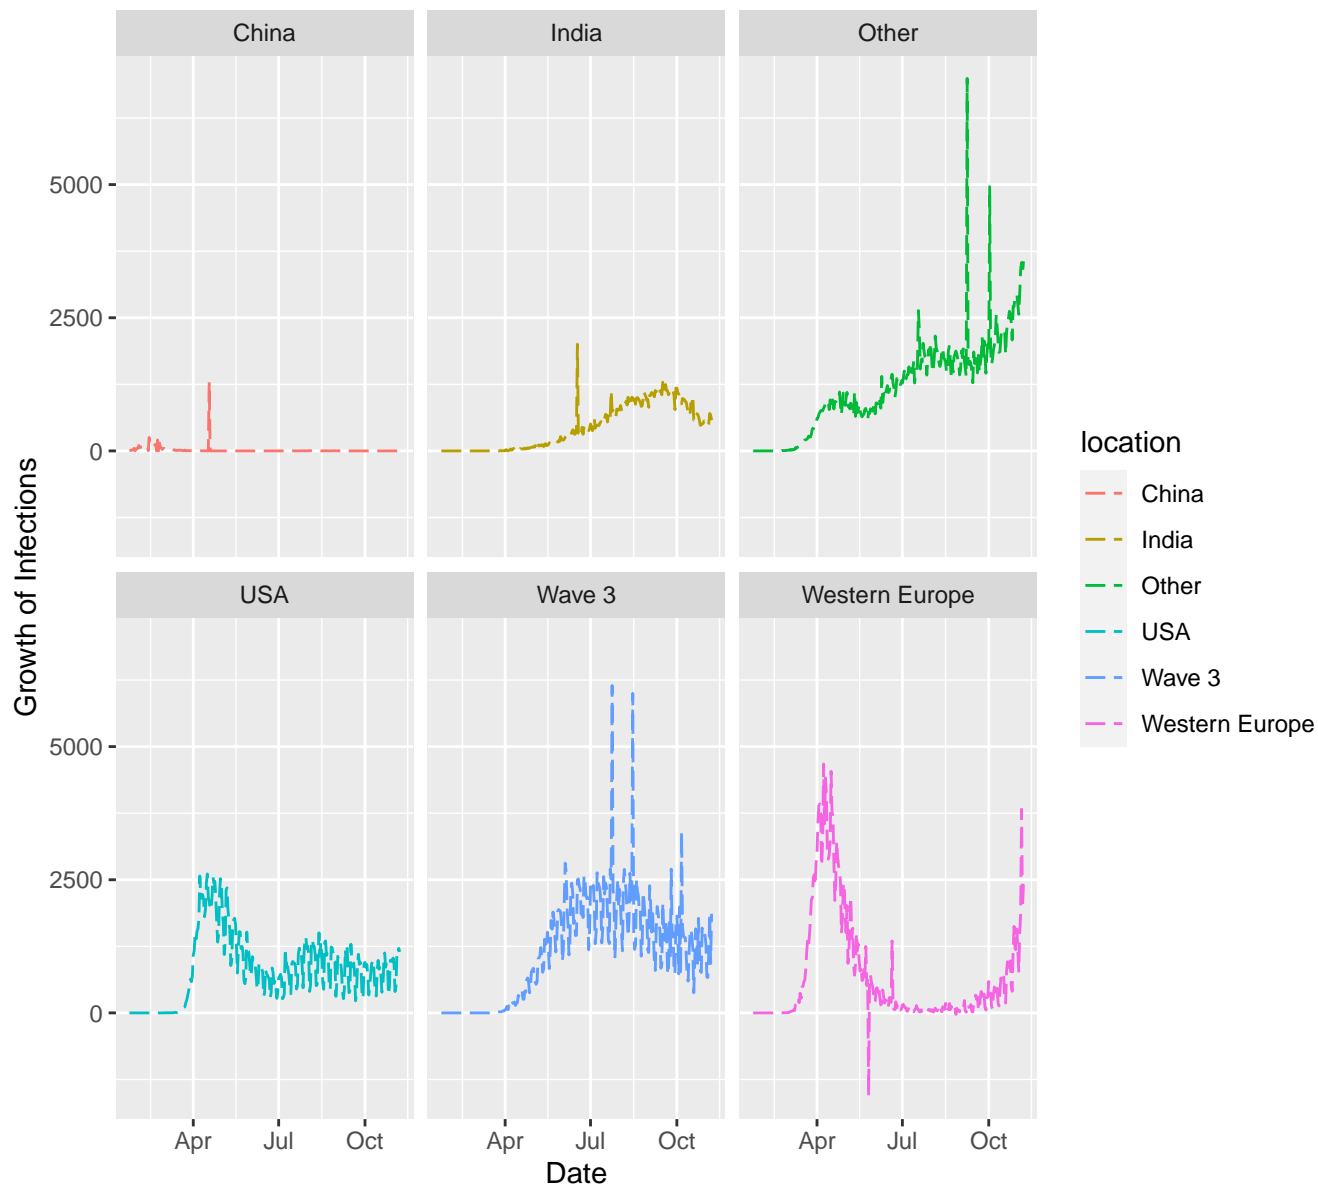 China
India
Other
5000
2500
0
Growth of Infections
USA
Wave 3
Western Europe
5000
2500
0
Apr
Jul
Oct
Apr
Jul
Oct
Apr
Jul
Oct
Date
location
China
India
Other
USA
Wave 3
Western Europe